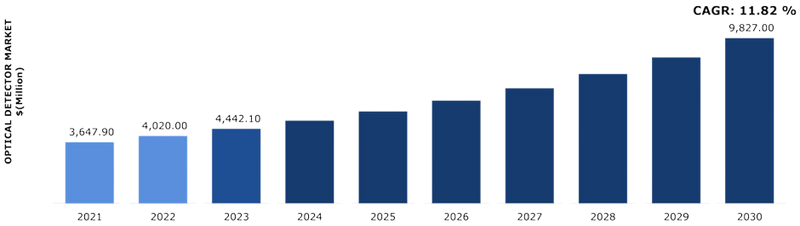 CAGR: 11.82 %
OPTICAL DETECTOR MARKET
$(Million)
3,647.90
4,020.00
4,442.10
9,827.00
2021 2022 2023 2024 2025 2026 2027 2028 2029 2030